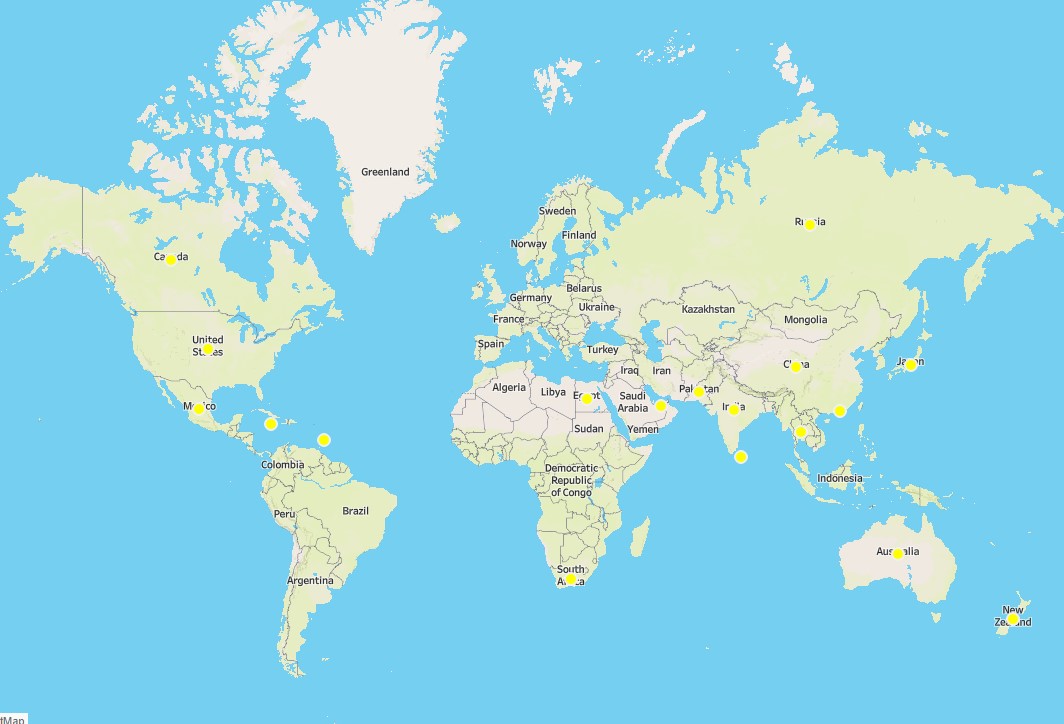 Greenland
Sweden
Finland
Norway
Russia
Canada
Belarus
Germany
Ukraine
Kazakhstan
France
Mongolia
United
States
Spain
Turkey
Japan
Iraq
Iran
China
Algeria
Libya
Egypt
Pakistan
Saudi
Arabia
India
Mexico
Sudan
Yemen
Colombia
Democratic
Republic
of Congo
Indonesia
Peru
Brazil
Australia
South
Africa
Argentina
New
Zealand
tMap